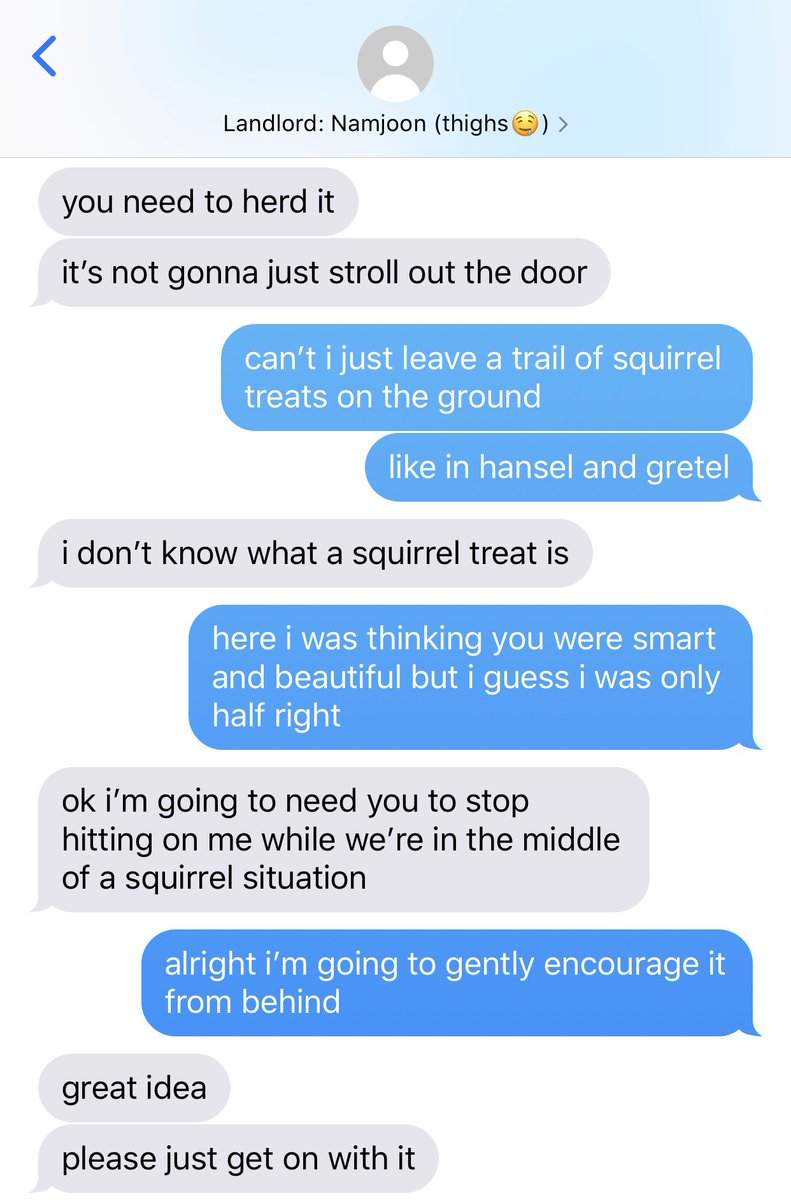 Landlord: Namjoon (thighs🤤)
you need to herd it
it’s not gonna just stroll out the door
can’t i just leave a trail of squirrel
treats on the ground
like in hansel and gretel
i don’t know what a squirrel treat is
here i was thinking you were smart
and beautiful but i guess i was only
half right
ok i’m going to need you to stop
hitting on me while we’re in the middle
of a squirrel situation
alright i’m going to gently encourage it
from behind
great idea
please just get on with it